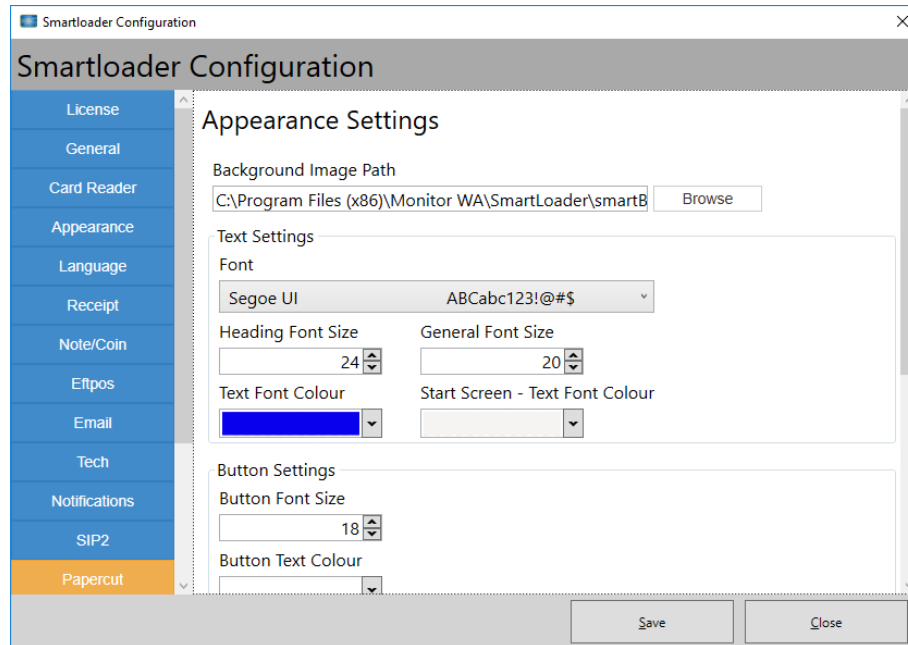 Smartloader Configuration
Smartloader Configuration
License
General
Card Reader
Appearance
Language
Receipt
Note/Coin
Eftpos
Email
Tech
Notifications
SIP2
Papercut
Appearance Settings
Background Image Path
C:\Program Files (x86)\Monitor WA\SmartLoader\smartB
Browse
Text Settings
Font
Segoe UI ABCabc123!@#$
Heading Font Size General Font Size
24 20
Text Font Colour Start Screen - Text Font Colour
Button Settings
Button Font Size
18
Button Text Colour
Save Close